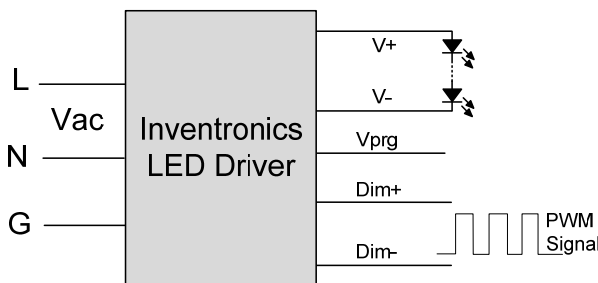 L
Vac
N
G
Inventronics
LED Driver
V+
V-
Vprg
Dim+
Dim-
PWM
Signal